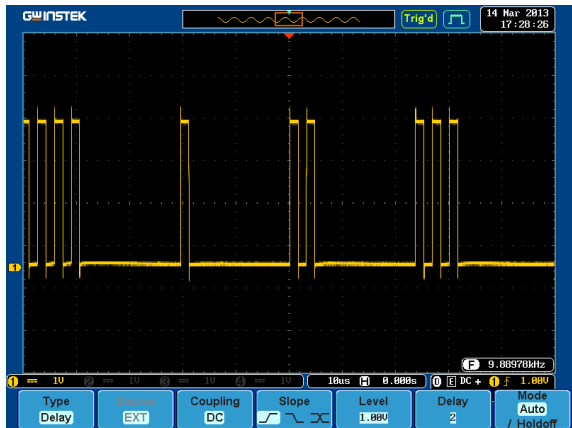 GWINSTEK Trig'd 14 Mar 2013
17:28:26
1
F 9.88978kHz
1 1V 2 1V 3 1V 4 1V 10us H 0.000s 0 E DC 1 1.00V
Type Source Coupling Slope Level Delay Mode
Delay EXT DC 1.00V 2 Auto
/ Holdoff